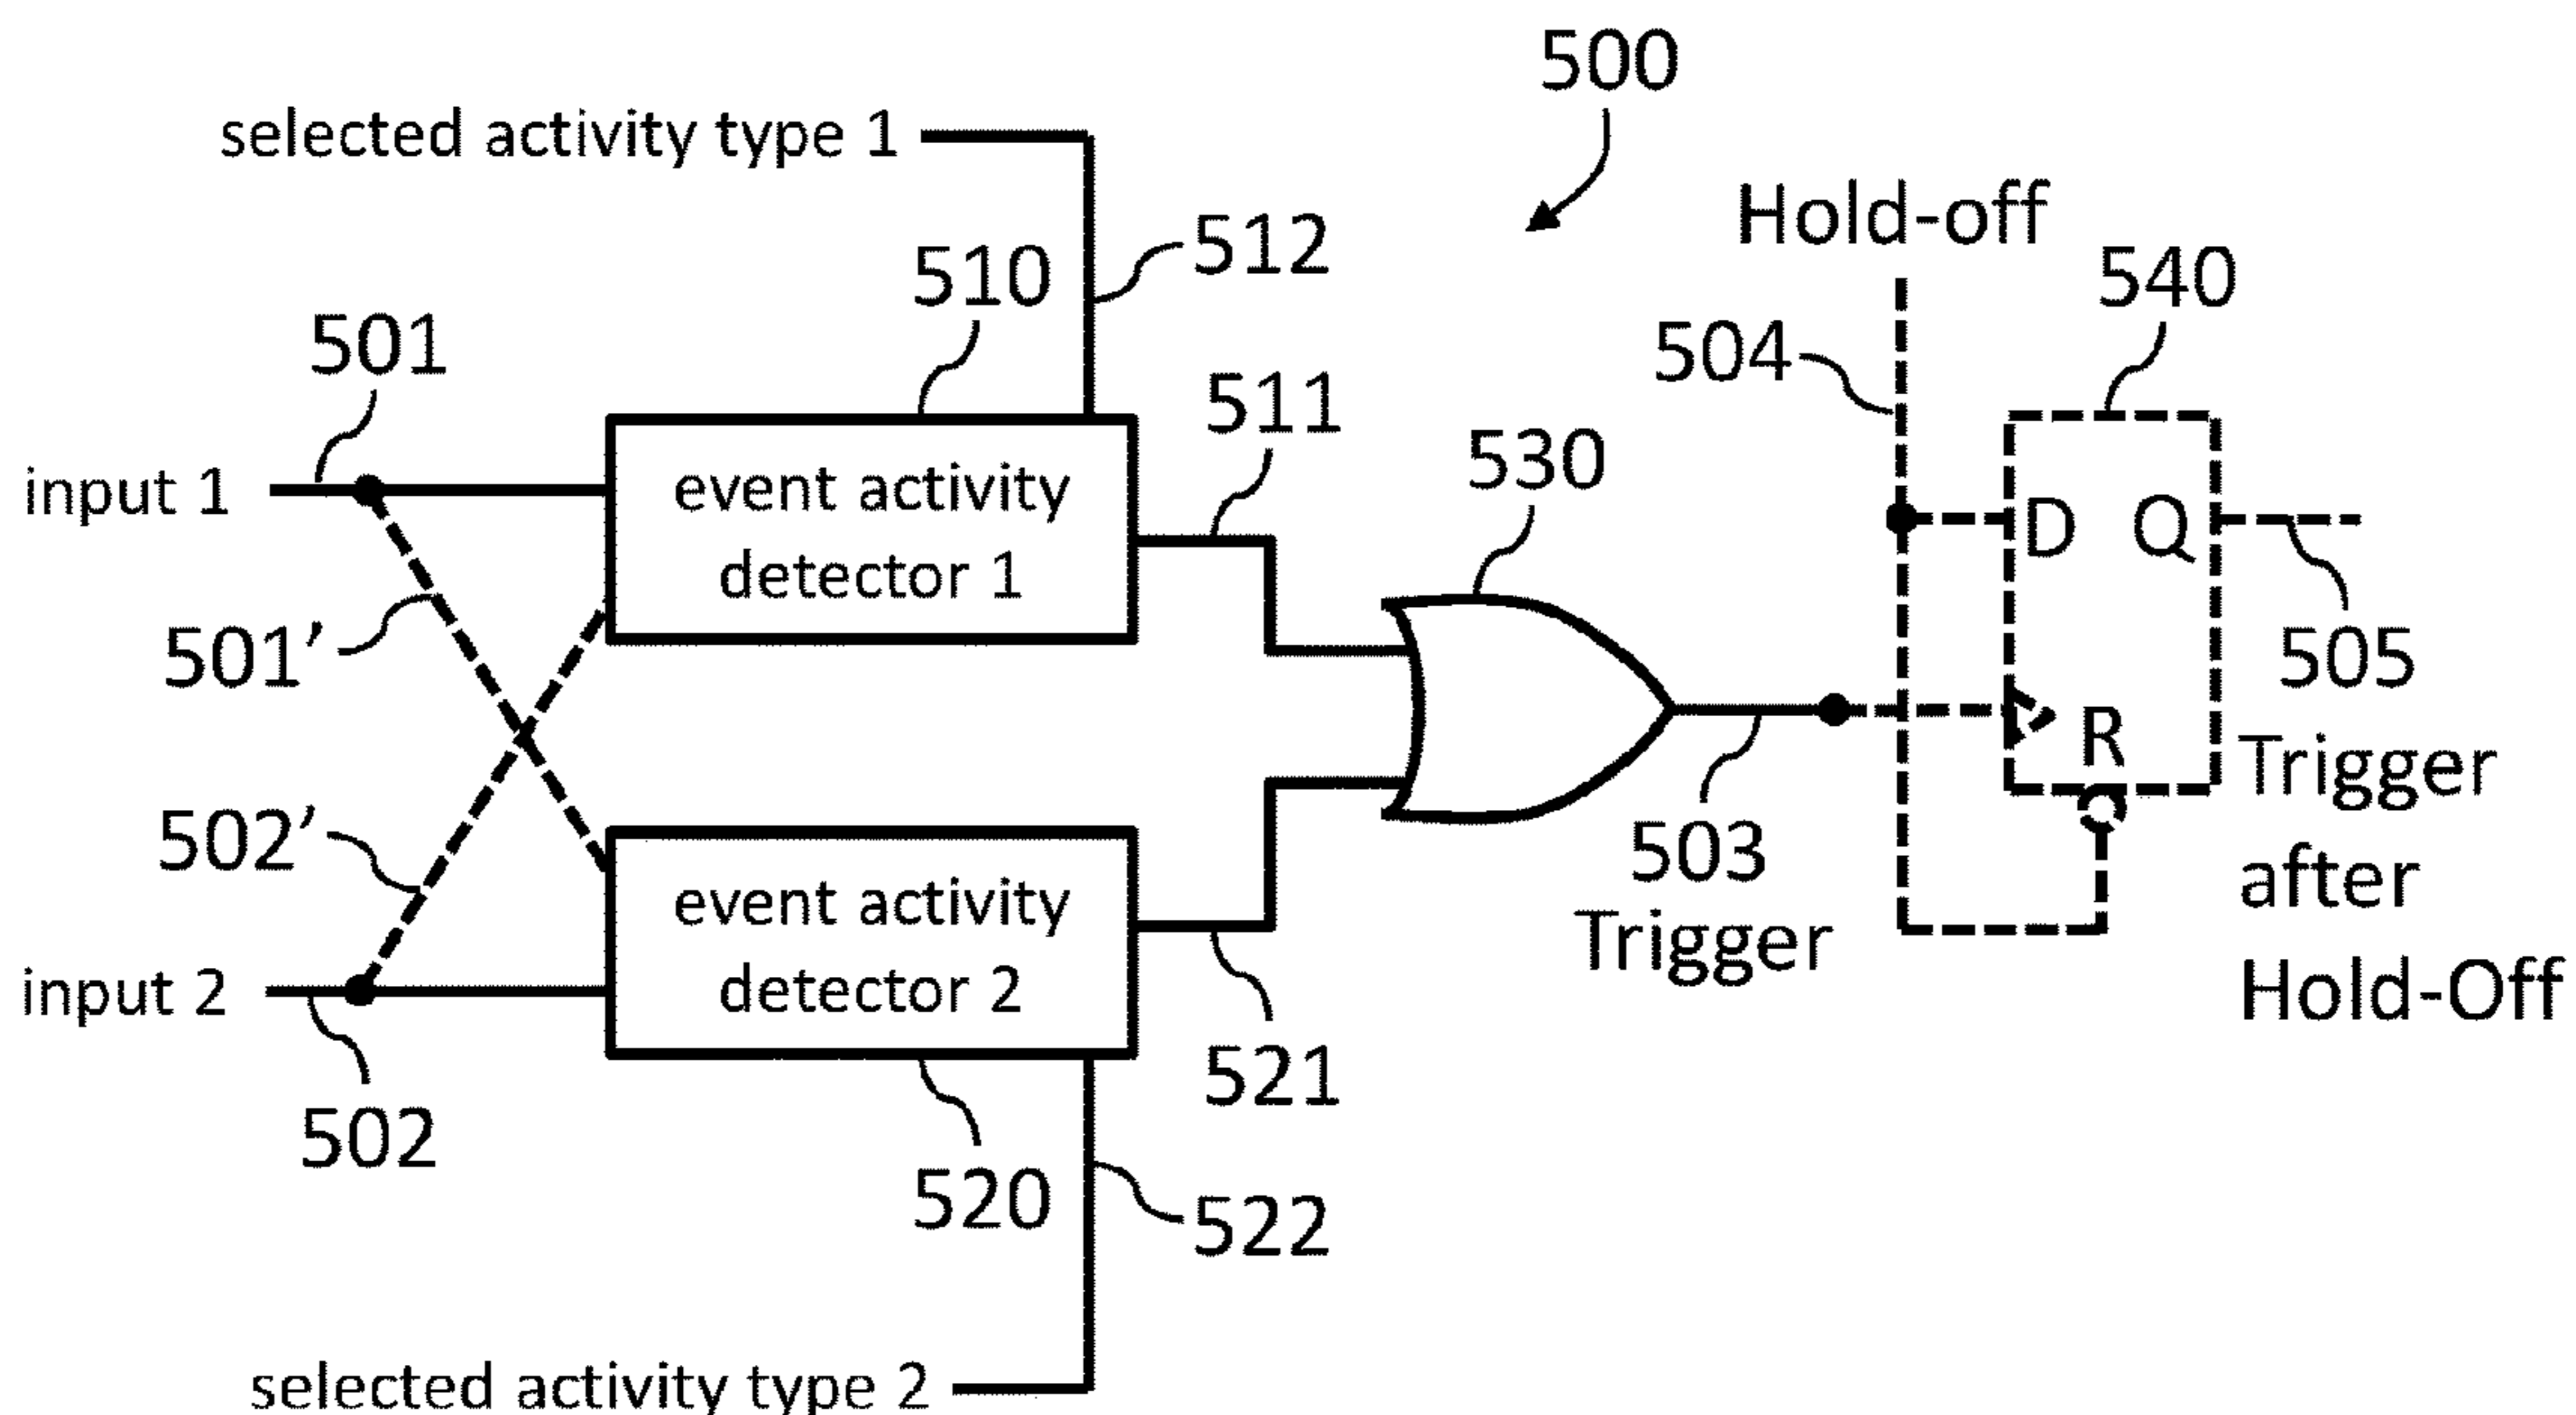 500
selected activity type 1
Hold-off
512
510
540
501
504
511
530
input 1
event activity
detector 1
D Q
501'
505
Trigger
after
Hold-Off
R
502'
503
Trigger
event activity
detector 2
input 2
521
502
520
522
selected activity type 2